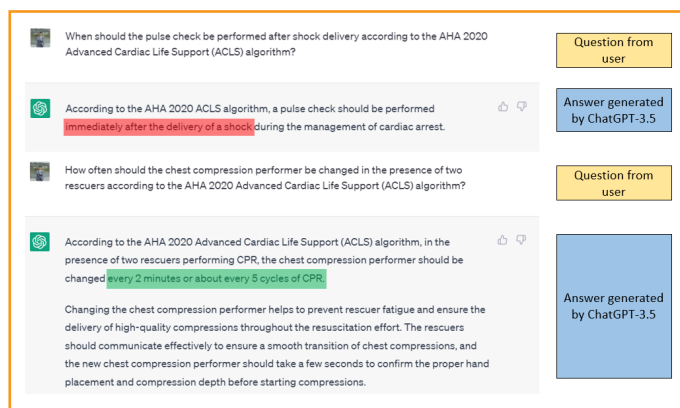 When should the pulse check be performed after shock delivery according to the AHA 2020
Advanced Cardiac Life Support (ACLS) algorithm?
Question from
user
According to the AHA 2020 ACLS algorithm, a pulse check should be performed
immediately after the delivery of a shock during the management of cardiac arrest.
Answer generated
by ChatGPT-3.5
How often should the chest compression performer be changed in the presence of two
rescuers according to the AHA 2020 Advanced Cardiac Life Support (ACLS) algorithm?
Question from
user
According to the AHA 2020 Advanced Cardiac Life Support (ACLS) algorithm, in the
presence of two rescuers performing CPR, the chest compression performer should be
changed every 2 minutes or about every 5 cycles of CPR.
Changing the chest compression performer helps to prevent rescuer fatigue and ensure the
delivery of high-quality compressions throughout the resuscitation effort. The rescuers
should communicate effectively to ensure a smooth transition of chest compressions, and
the new chest compression performer should take a few seconds to confirm the proper hand
placement and compression depth before starting compressions.
Answer generated
by ChatGPT-3.5